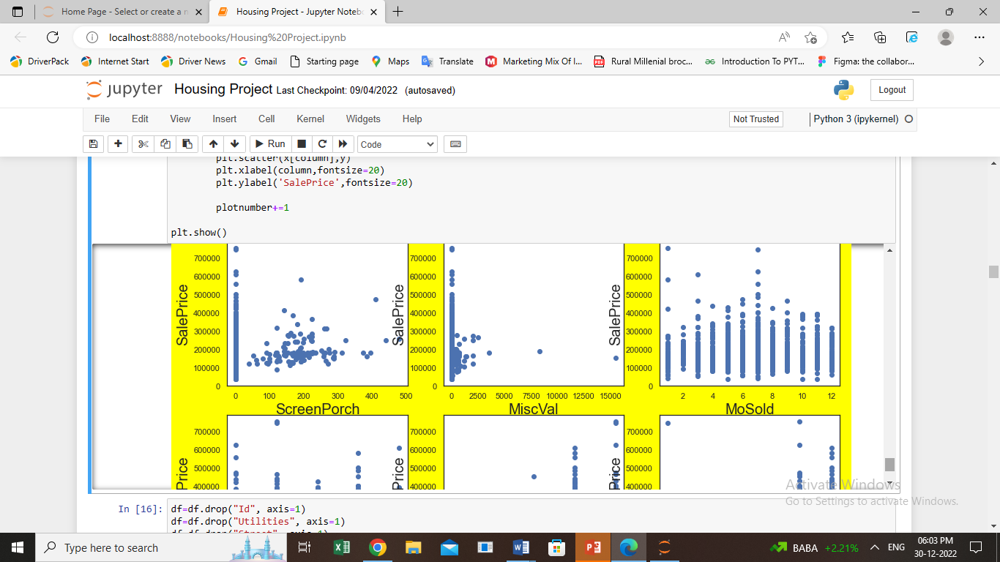 Home Page - Select or create a n
Housing Project - Jupyter Notebo
localhost:8888/notebooks/Housing%20Project.ipynb
DriverPack Internet Start Driver News Gmail Starting page Maps Translate Marketing Mix Of I... Rural Millenial broc... Introduction To PYT... Figma: the collabor...
jupyter Housing Project Last Checkpoint: 09/04/2022 (autosaved) Logout
File Edit View Insert Cell Kernel Widgets Help Not Trusted Python 3 (ipykernel)
Run Code
plt.scatter(x[column],y)
plt.xlabel(column,fontsize=20)
plt.ylabel('SalePrice',fontsize=20)
plotnumber+=1
plt.show()
700000 700000 700000
600000 600000 600000
500000 500000 500000
400000 400000 400000
300000 300000 300000
200000 200000 200000
100000 100000 100000
0 0 0
SalePrice SalePrice SalePrice
0 100 200 300 400 500 0 2500 5000 7500 10000 12500 15000 2 4 6 8 10 12
ScreenPorch MiscVal MoSold
700000 700000 700000
600000 600000 600000
500000 500000 500000
400000 400000 400000
Price Price Price
Activate Windows
Go to Settings to activate Windows.
In [16]: df=df.drop("Id", axis=1)
df=df.drop("Utilities", axis=1)
df=df.drop("Street", axis=1)
Type here to search
BABA +2.21% ENG 06:03 PM
30-12-2022